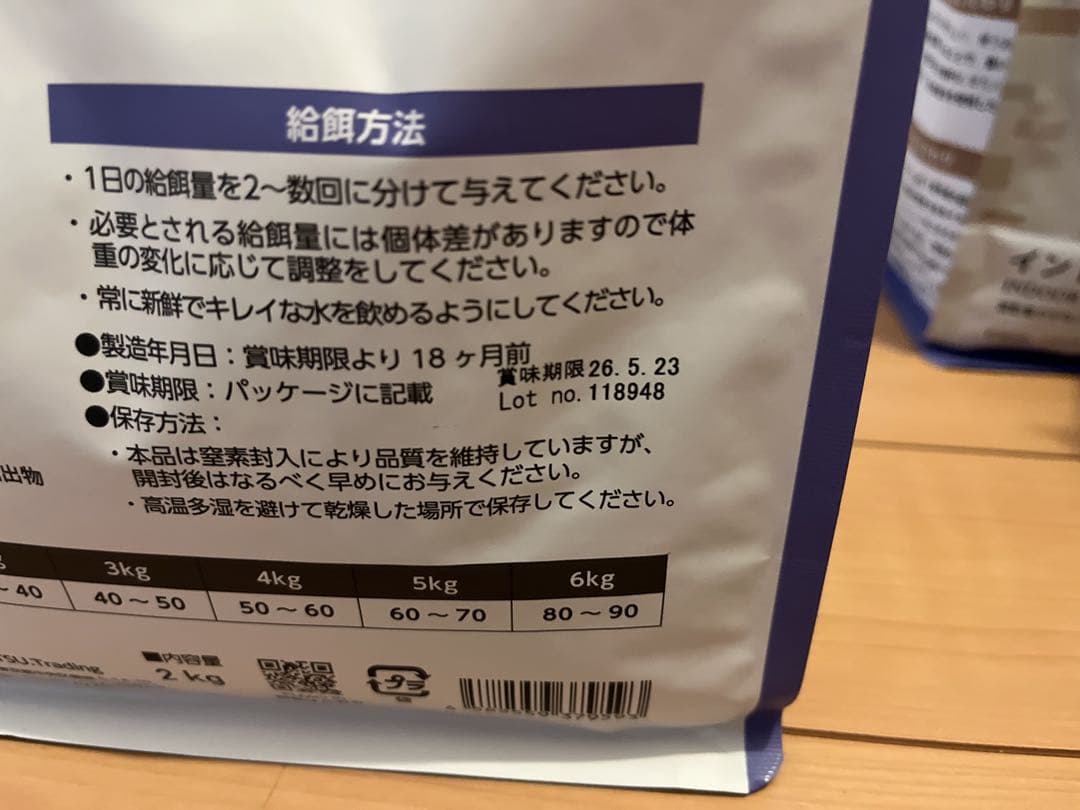 給餌方法
・1日の給餌量を2～数回に分けて与えてください。
・必要とされる給餌量には個体差がありますので体
重の変化に応じて調整をしてください。
・常に新鮮でキレイな水を飲めるようにしてください。
●製造年月日：賞味期限より 18 ヶ月前
●賞味期限：パッケージに記載
賞味期限26. 5. 23
Lot no. 118948
●保存方法：
・本品は窒素封入により品質を維持していますが、
開封後はなるべく早めにお与えください。
・高温多湿を避けて乾燥した場所で保存してください。
出物
3kg 4kg 5kg 6kg
～ 40 40 ～ 50 50 ～ 60 60 ～ 70 80 ～ 90
TSU.Trading
■内容量
2 kg
プラ
イン